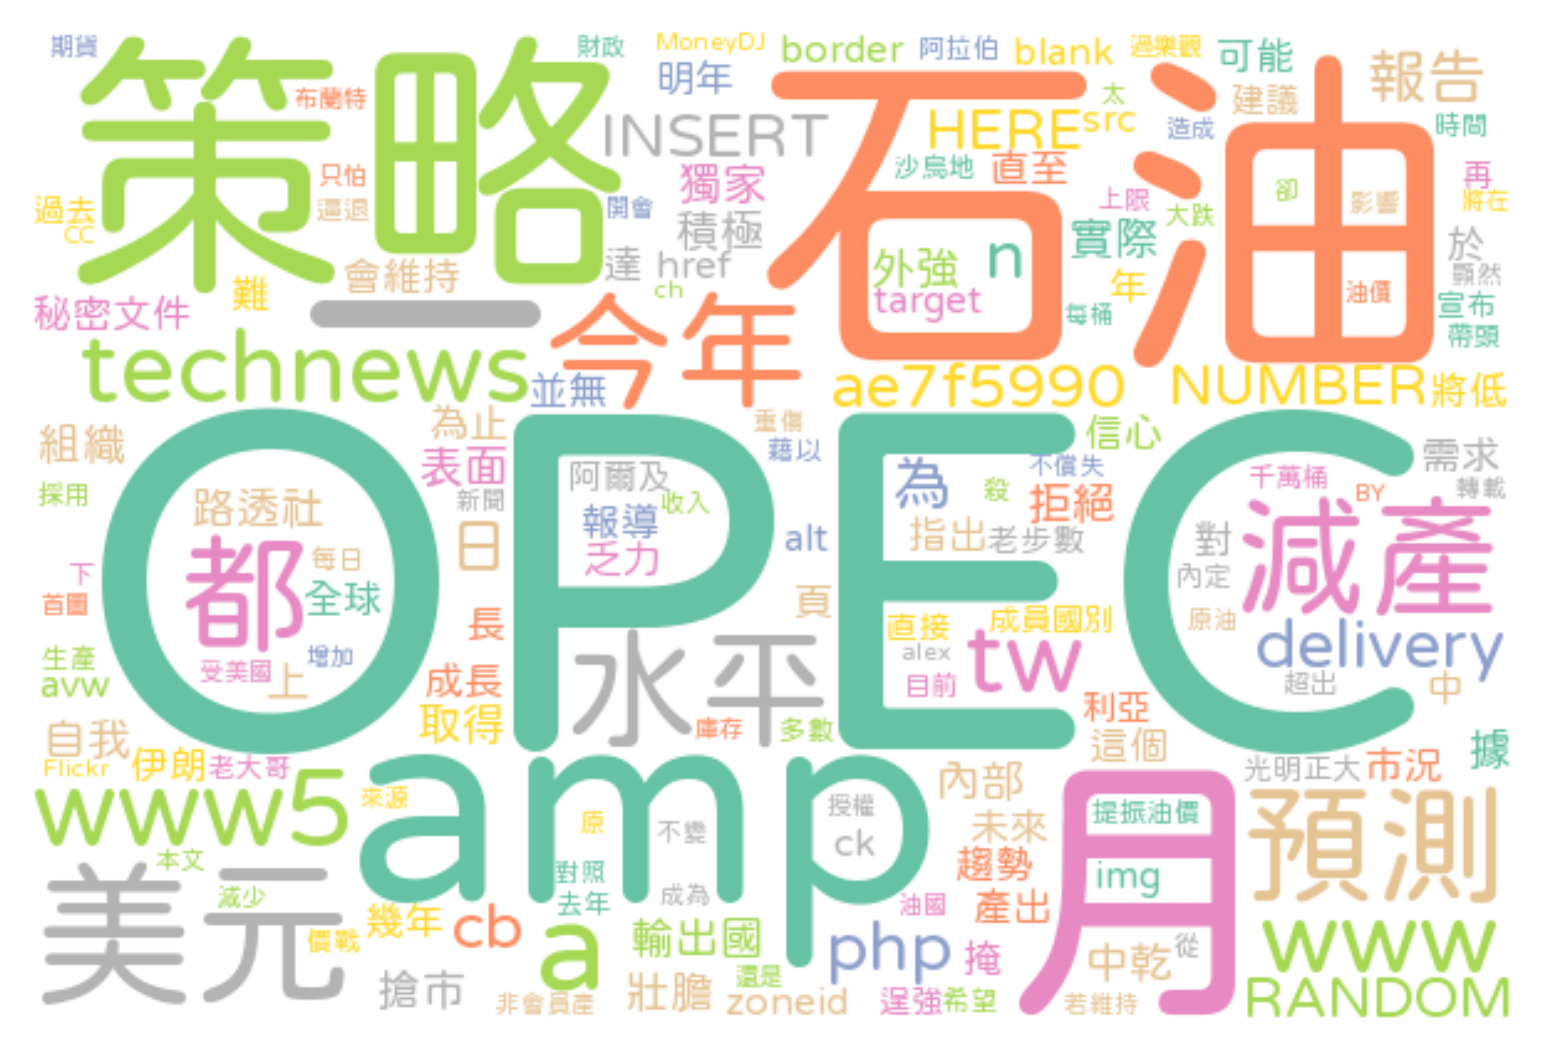 期貨
財政
MoneyDJ
border
阿拉伯
blank
過樂觀
可能
報告
策略
石油
明年
布蘭特
太
建議
INSERT
HERE
src
造成
時間
沙烏地
直至
獨家
只怕
過去
CC
逼退
開會
積極
上限
大跌
卻
影響
再
將在
實際
於
會維持
達
href
ch
外強
n
target
年
每桶
油價
顯然
宣布
帶頭
秘密文件
難
一
今年
technews
並無
ae7f5990
NUMBER
將低
OPEC
組織
為止
表面
重傷
藉以
信心
需求
轉載
採用
路透社
新聞
阿爾及
收入
報導
乏力
為
殺
不償失
拒絕
千萬桶
BY
減產
都
每日
全球
日
alt
指出
老步數
對
內定
下
首圖
頁
長
直接
成員國別
原油
生產
avw
受美國
上
增加
成長
水平
alex
目前
tw
delivery
超出
中
自我
取得
庫存
多數
利亞
這個
據
Flickr
伊朗
老大哥
光明正大
市況
www5
amp
來源
原
不變
授權
ck
內部
未來
月
提振油價
預測
本文
美元
減少
對照
去年
成為
趨勢
img
價戰
幾年
cb
a
輸出國
油國
產出
php
掩
中乾
從
www
搶市
非會員產
壯膽
還是
zoneid
逞強
希望
若維持
RANDOM